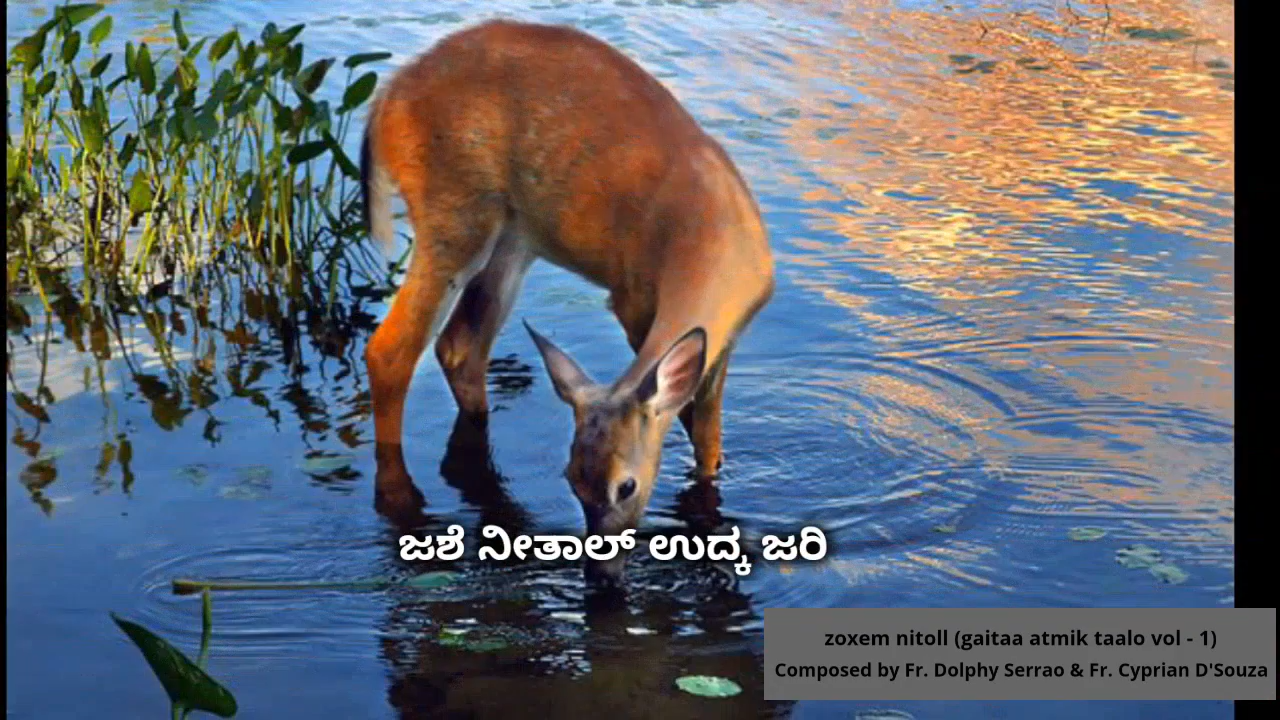 ಜಶೆ ನೀತಾಲ್ ಉದ್ಕ ಜರಿ
zoxem nitoll (gaitaa atmik taalo vol - 1)
Composed by Fr. Dolphy Serrao & Fr. Cyprian D'Souza